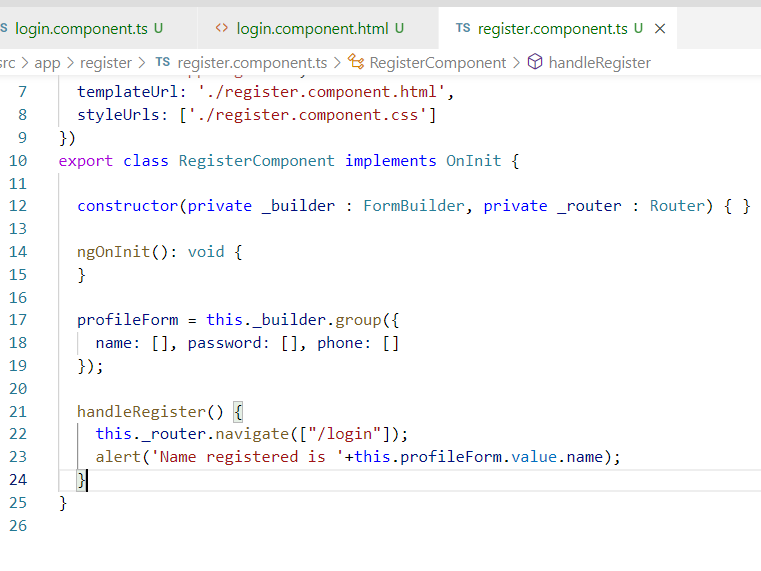 TS login.component.ts U <> login.component.html U TS register.component.ts U ×
src > app > register > TS register.component.ts > RegisterComponent > handleRegister
7 templateUrl: './register.component.html',
8 styleUrls: ['./register.component.css']
9 })
10 export class RegisterComponent implements OnInit {
11
12 constructor(private _builder : FormBuilder, private _router : Router) { }
13
14 ngOnInit(): void {
15 }
16
17 profileForm = this._builder.group({
18 name: [], password: [], phone: []
19 });
20
21 handleRegister() {
22 this._router.navigate(["/login"]);
23 alert('Name registered is '+this.profileForm.value.name);
24 }
25 }
26